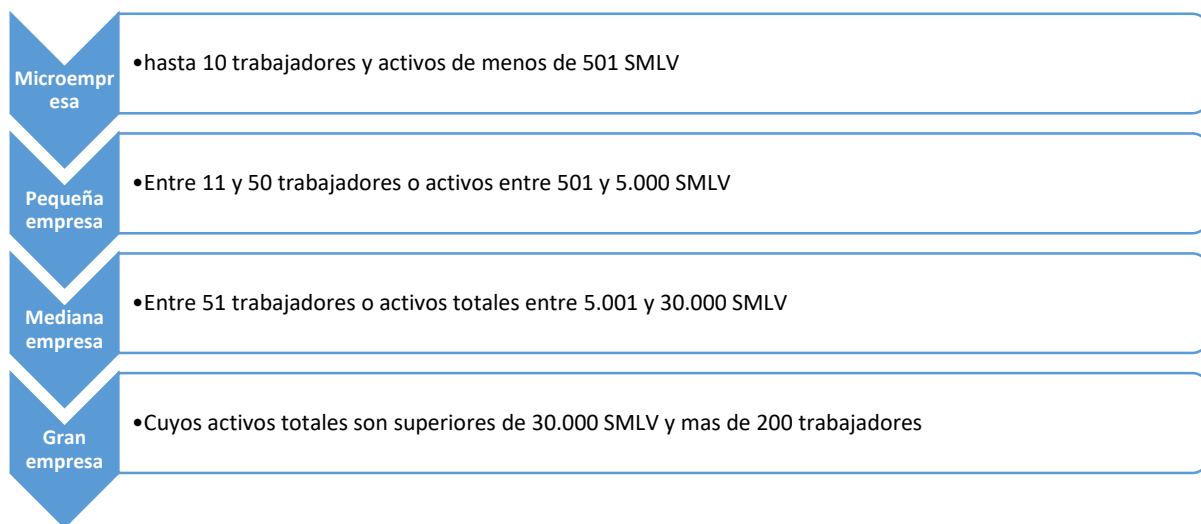 Microempr
esa
•hasta 10 trabajadores y activos de menos de 501 SMLV
Pequeña
empresa
•Entre 11 y 50 trabajadores o activos entre 501 y 5.000 SMLV
Mediana
empresa
•Entre 51 trabajadores o activos totales entre 5.001 y 30.000 SMLV
Gran
empresa
•Cuyos activos totales son superiores de 30.000 SMLV y mas de 200 trabajadores